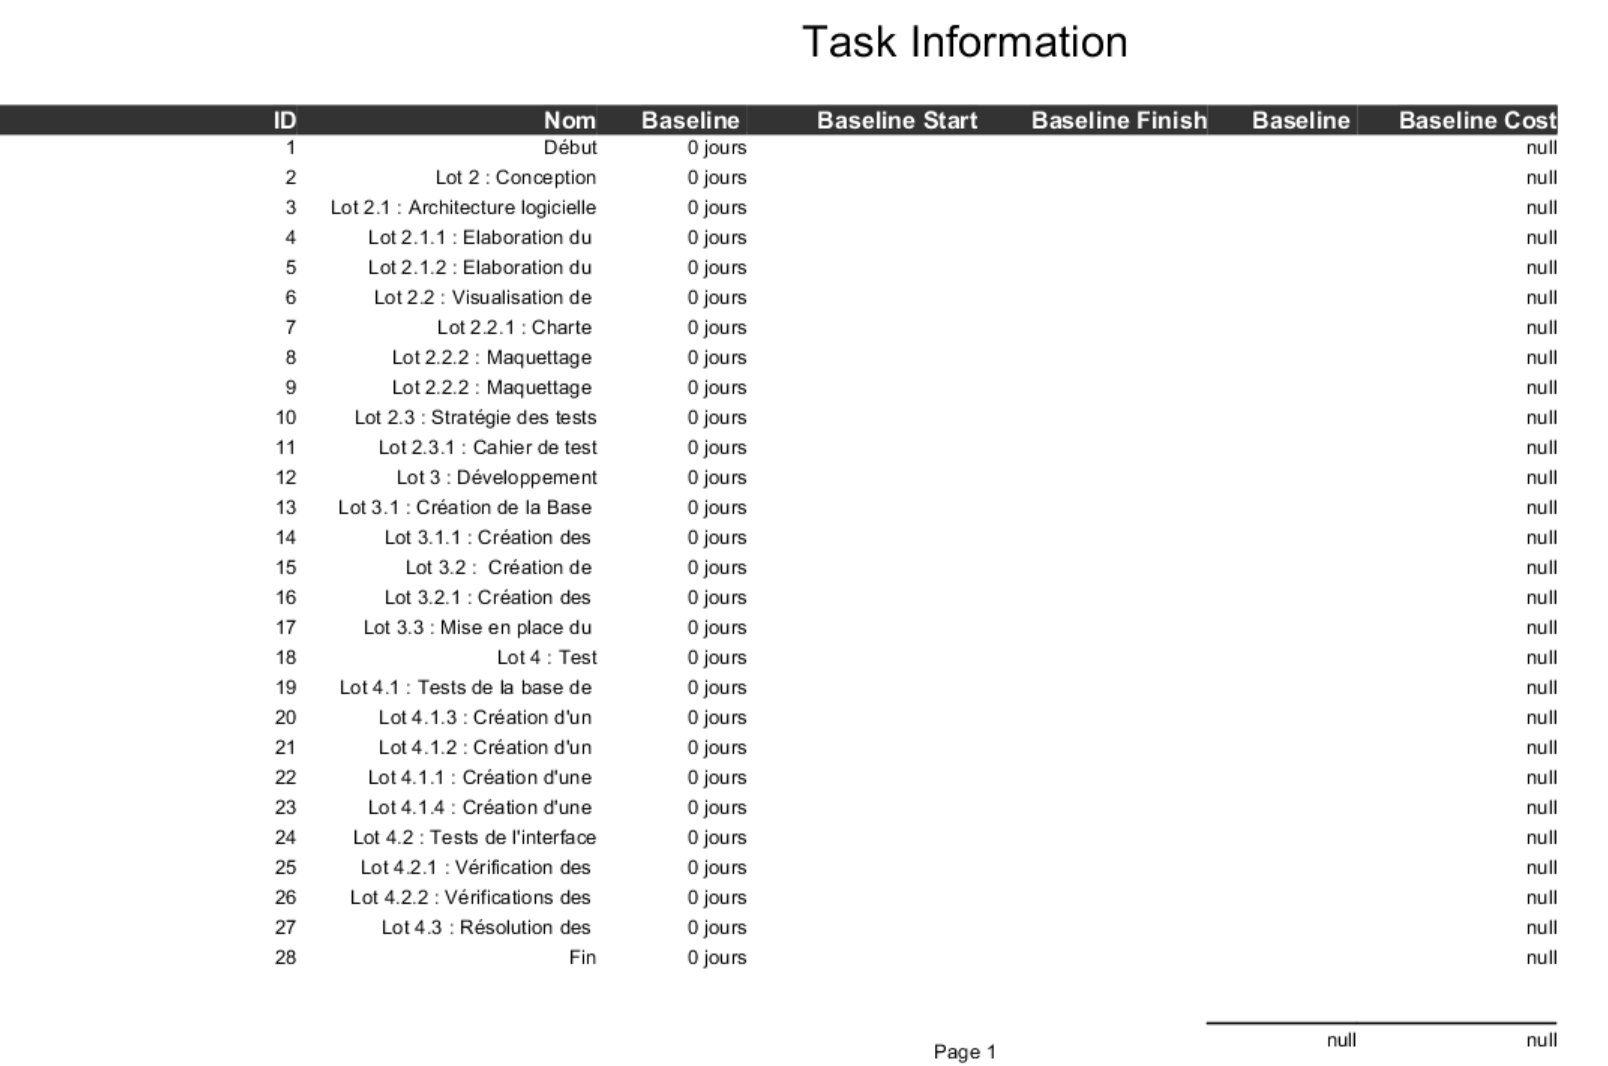 Task Information
ID Nom Baseline Baseline Start Baseline Finish Baseline Baseline Cost
1 Début 0 jours null
2 Lot 2 : Conception 0 jours null
3 Lot 2.1 : Architecture logicielle 0 jours null
4 Lot 2.1.1 : Elaboration du 0 jours null
5 Lot 2.1.2 : Elaboration du 0 jours null
6 Lot 2.2 : Visualisation de 0 jours null
7 Lot 2.2.1 : Charte 0 jours null
8 Lot 2.2.2 : Maquettage 0 jours null
9 Lot 2.2.2 : Maquettage 0 jours null
10 Lot 2.3 : Stratégie des tests 0 jours null
11 Lot 2.3.1 : Cahier de test 0 jours null
12 Lot 3 : Développement 0 jours null
13 Lot 3.1 : Création de la Base 0 jours null
14 Lot 3.1.1 : Création des 0 jours null
15 Lot 3.2 :  Création de 0 jours null
16 Lot 3.2.1 : Création des 0 jours null
17 Lot 3.3 : Mise en place du 0 jours null
18 Lot 4 : Test 0 jours null
19 Lot 4.1 : Tests de la base de 0 jours null
20 Lot 4.1.3 : Création d'un 0 jours null
21 Lot 4.1.2 : Création d'un 0 jours null
22 Lot 4.1.1 : Création d'une 0 jours null
23 Lot 4.1.4 : Création d'une 0 jours null
24 Lot 4.2 : Tests de l'interface 0 jours null
25 Lot 4.2.1 : Vérification des 0 jours null
26 Lot 4.2.2 : Vérifications des 0 jours null
27 Lot 4.3 : Résolution des 0 jours null
28 Fin 0 jours null
null null
Page 1